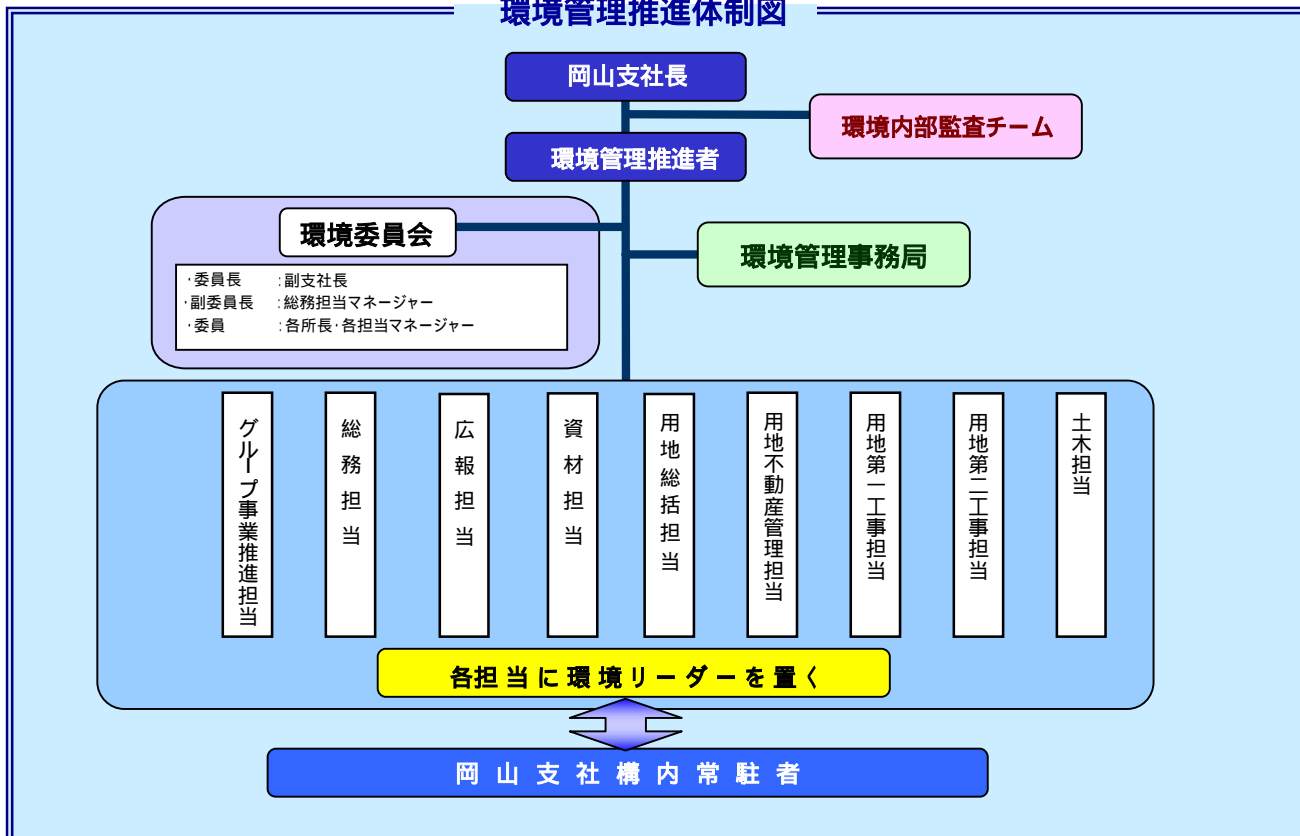 環境管理推進体制図
岡山支社長
環境内部監査チーム
環境管理推進者
環境委員会
環境管理事務局
・委員長　　：副支社長
・副委員長　：総務担当マネージャー
・委員　　　：各所長・各担当マネージャー
グループ事業推進担当
総務担当
広報担当
資材担当
用地総括担当
用地不動産管理担当
用地第一工事担当
用地第二工事担当
土木担当
各担当に環境リーダーを置く
岡山支社構内常駐者